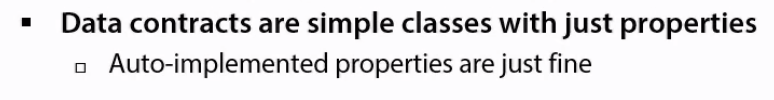 ▪ Data contracts are simple classes with just properties
▫ Auto-implemented properties are just fine